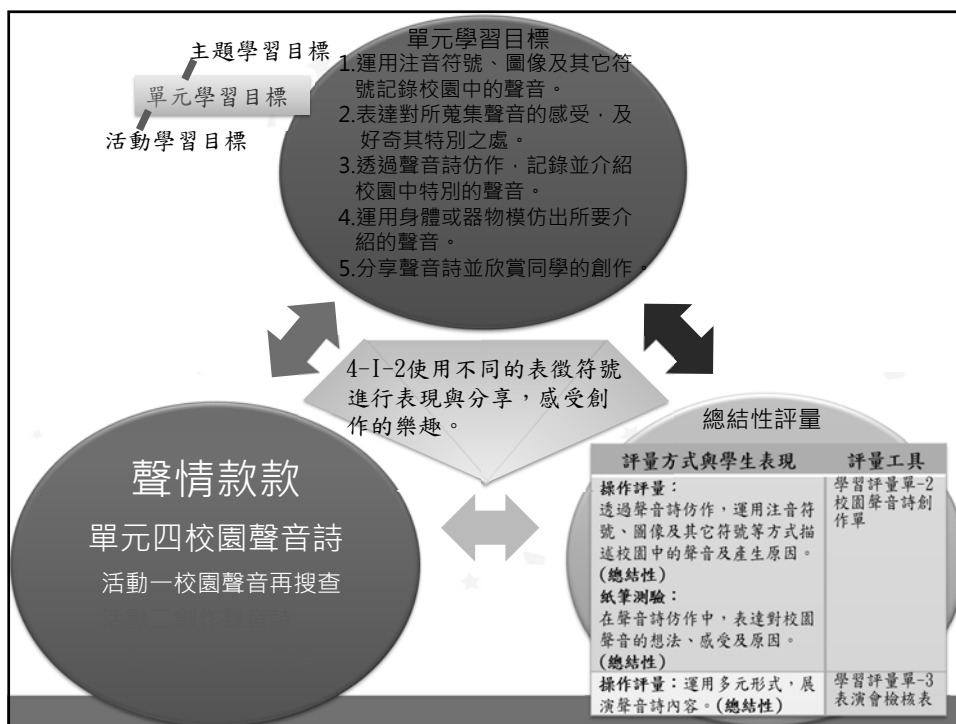 主題學習目標
單元學習目標
活動學習目標
單元學習目標
1.運用注音符號、圖像及其它符
號記錄校園中的聲音。
2.表達對所蒐集聲音的感受，及
好奇其特別之處。
3.透過聲音詩仿作，記錄並介紹
校園中特別的聲音。
4.運用身體或器物模仿出所要介
紹的聲音。
5.分享聲音詩並欣賞同學的創作。
4-I-2使用不同的表徵符號
進行表現與分享，感受創
作的樂趣。
聲情款款
單元四校園聲音詩
活動一校園聲音再搜查
總結性評量
評量方式與學生表現
評量工具
操作評量：
透過聲音詩仿作，運用注音符
號、圖像及其它符號等方式描
述校園中的聲音及產生原因。
(總結性)
紙筆測驗：
在聲音詩仿作中，表達對校園
聲音的想法、感受及原因。
(總結性)
學習評量單-2
校園聲音詩創
作單
操作評量：運用多元形式，展
演聲音詩內容。(總結性)
學習評量單-3
表演會檢核表